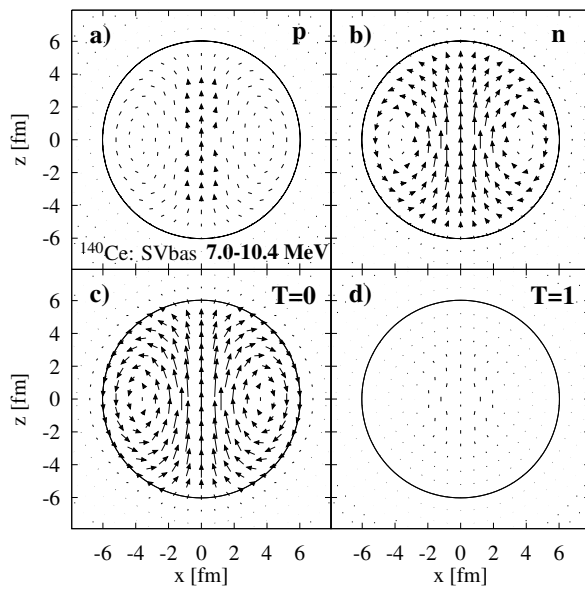 a) p
b) n
6
4
2
0
-2
-4
-6
z [fm]
¹⁴⁰Ce: SVbas 7.0-10.4 MeV
c) T=0
d) T=1
6
4
2
0
-2
-4
-6
z [fm]
-6 -4 -2 0 2 4 6
-6 -4 -2 0 2 4 6
x [fm]
x [fm]